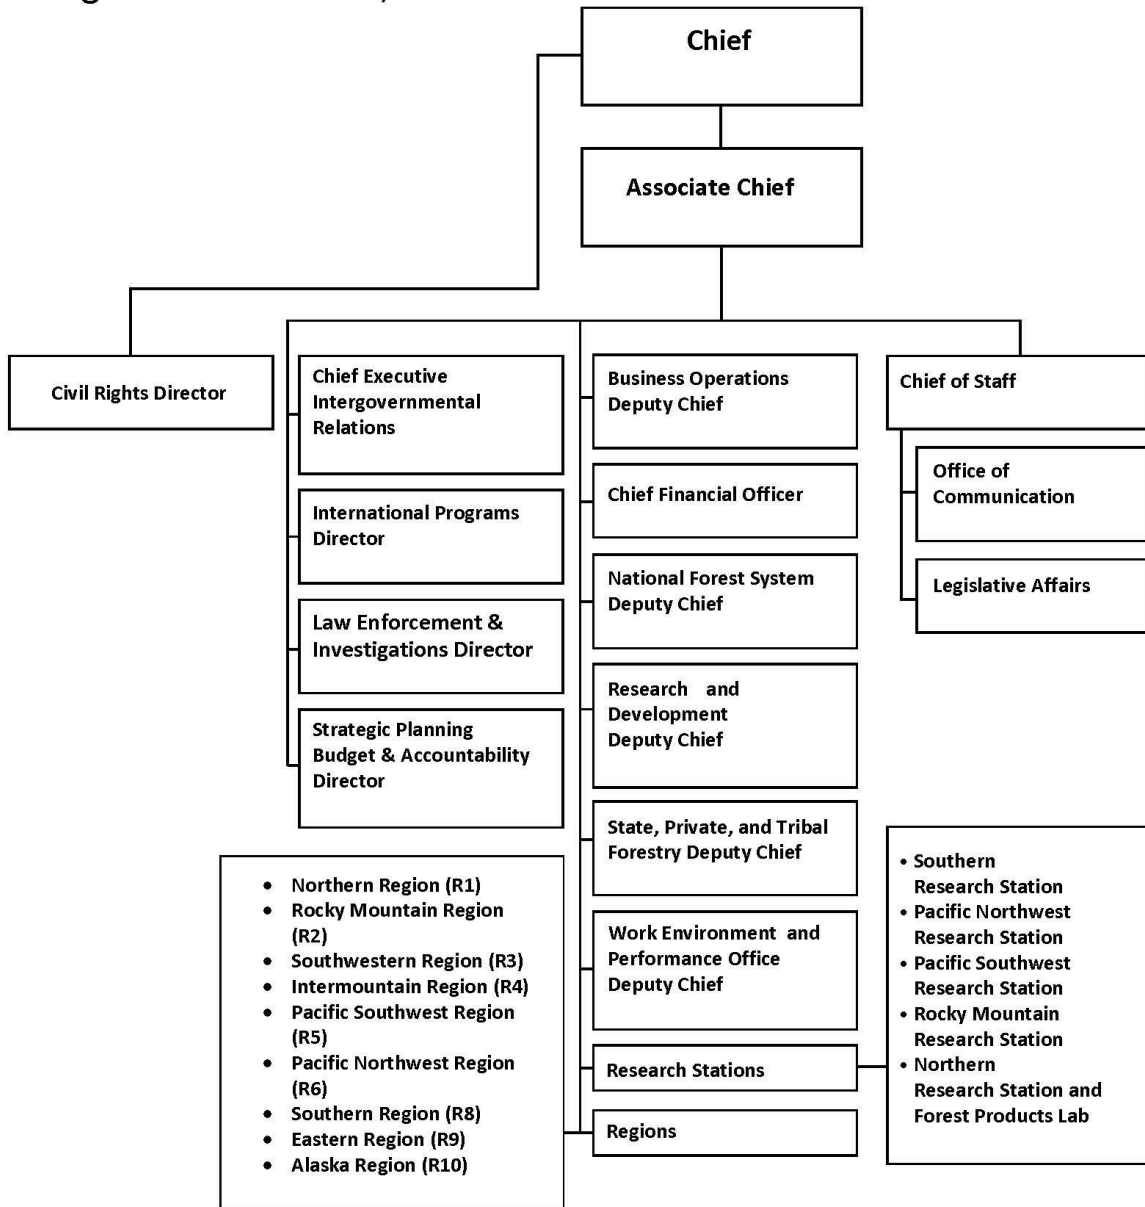 Chief
Associate Chief
Civil Rights Director
Chief Executive
Intergovernmental
Relations
International Programs
Director
Law Enforcement &
Investigations Director
Strategic Planning
Budget & Accountability
Director
Business Operations
Deputy Chief
Chief Financial Officer
National Forest System
Deputy Chief
Research and
Development
Deputy Chief
State, Private, and Tribal
Forestry Deputy Chief
Work Environment and
Performance Office
Deputy Chief
Research Stations
Regions
Chief of Staff
Office of
Communication
Legislative Affairs
• Northern Region (R1)
• Rocky Mountain Region
(R2)
• Southwestern Region (R3)
• Intermountain Region (R4)
• Pacific Southwest Region
(R5)
• Pacific Northwest Region
(R6)
• Southern Region (R8)
• Eastern Region (R9)
• Alaska Region (R10)
• Southern
Research Station
• Pacific Northwest
Research Station
• Pacific Southwest
Research Station
• Rocky Mountain
Research Station
• Northern
Research Station and
Forest Products Lab